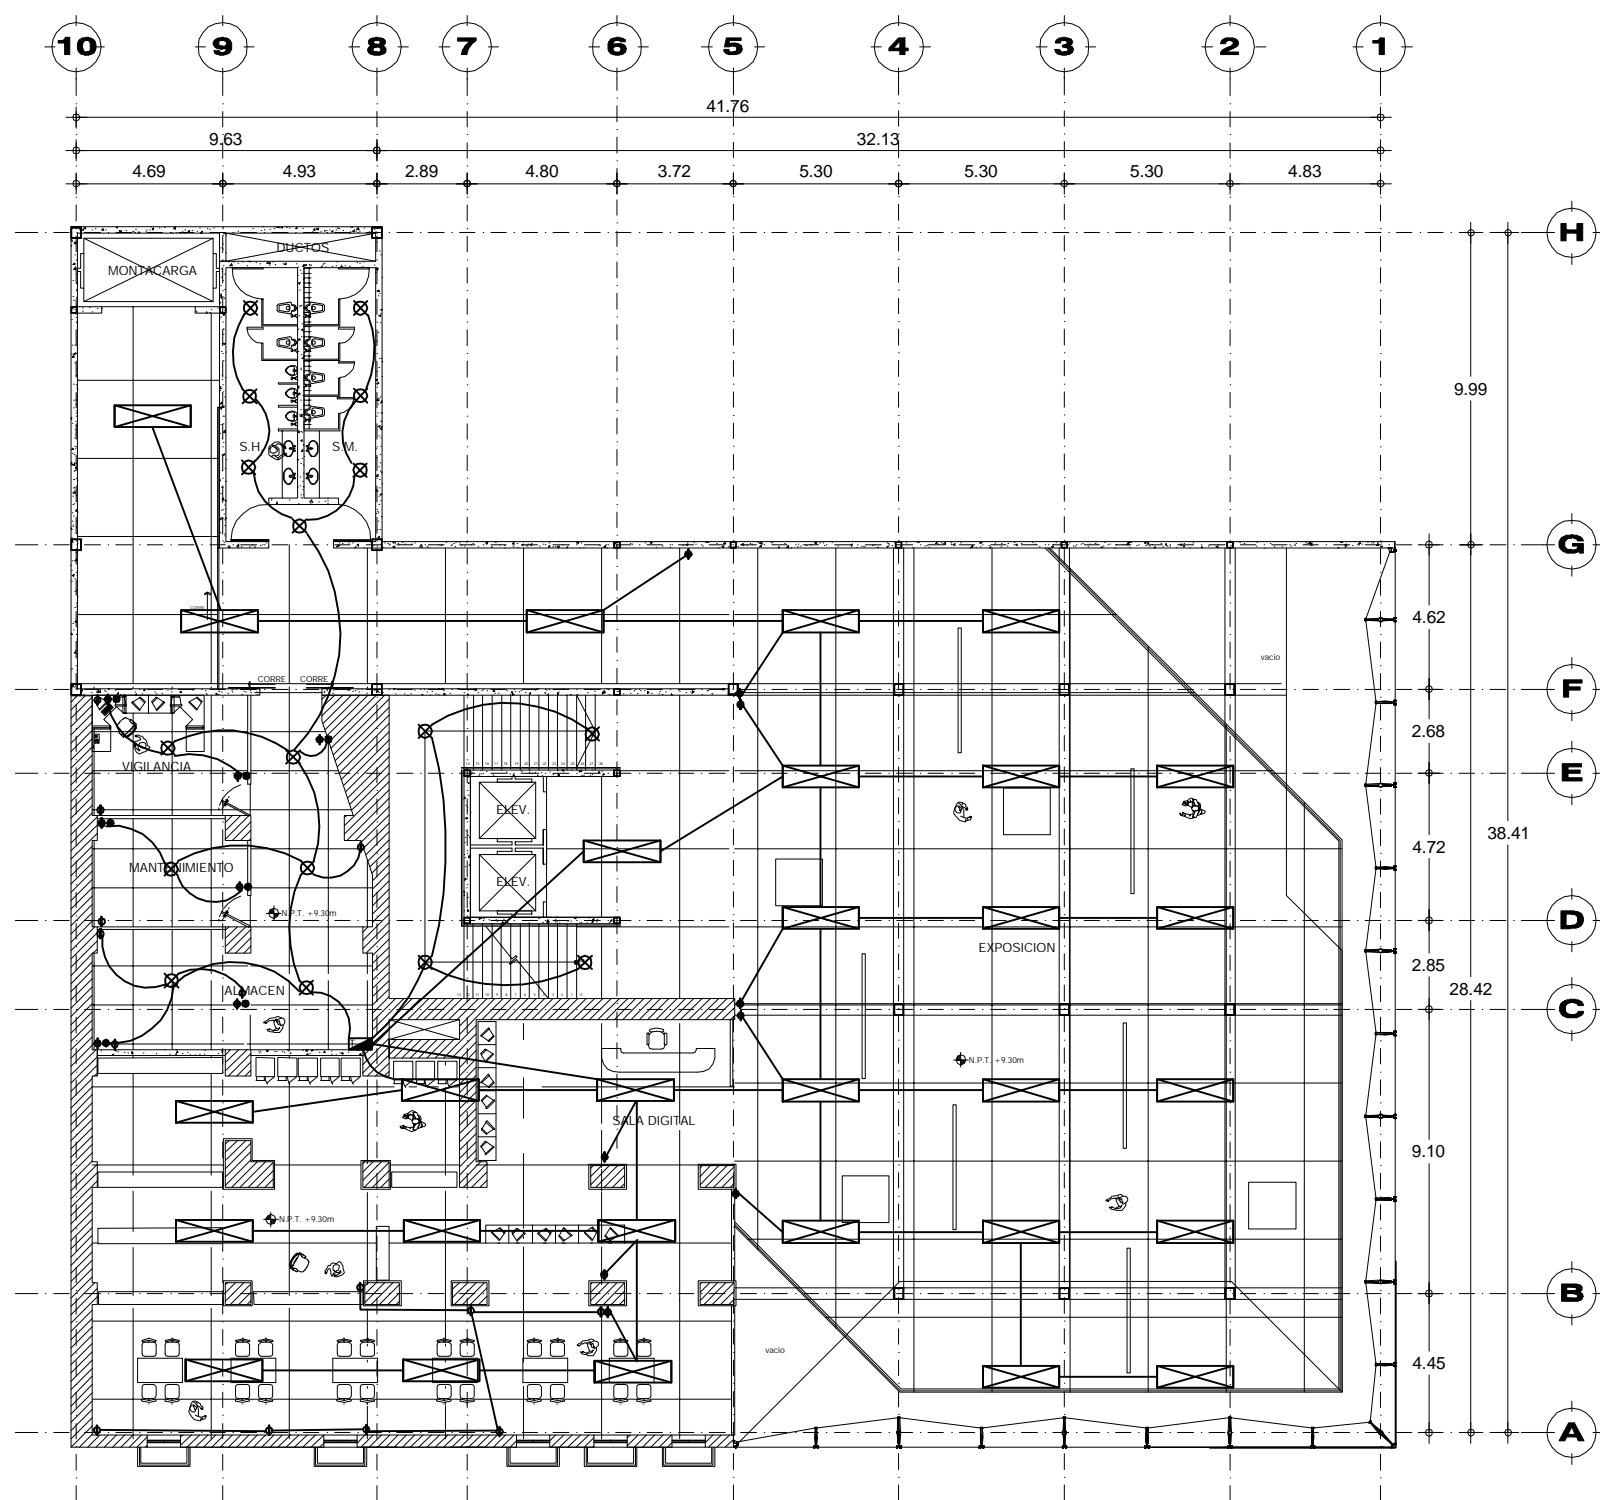 10 9 8 7 6 5 4 3 2 1
41.76
9.63 32.13
4.69 4.93 2.89 4.80 3.72 5.30 5.30 5.30 4.83
H
DUCTOS
MONTACARGA
9.99
S.H. S.M.
G
4.62
vacio
CORRE CORRE
F
2.68
VIGILANCIA
E
ELEV.
38.41
4.72
MANTENIMIENTO
ELEV.
N.P.T. +9.30m
D
EXPOSICION
2.85
ALMACEN
28.42
C
N.P.T. +9.30m
SALA DIGITAL
9.10
N.P.T. +9.30m
B
vacio
4.45
A